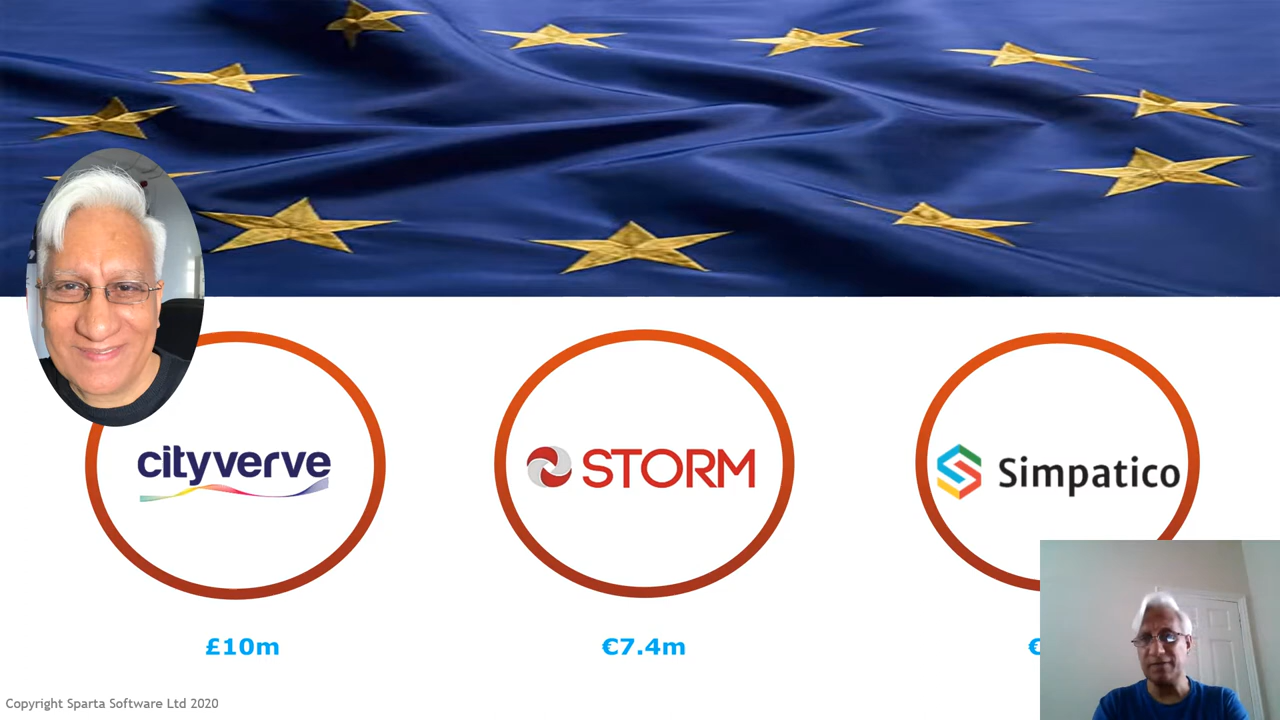 cityverve
STORM
Simpatico
£10m
€7.4m
€
Copyright Sparta Software Ltd 2020